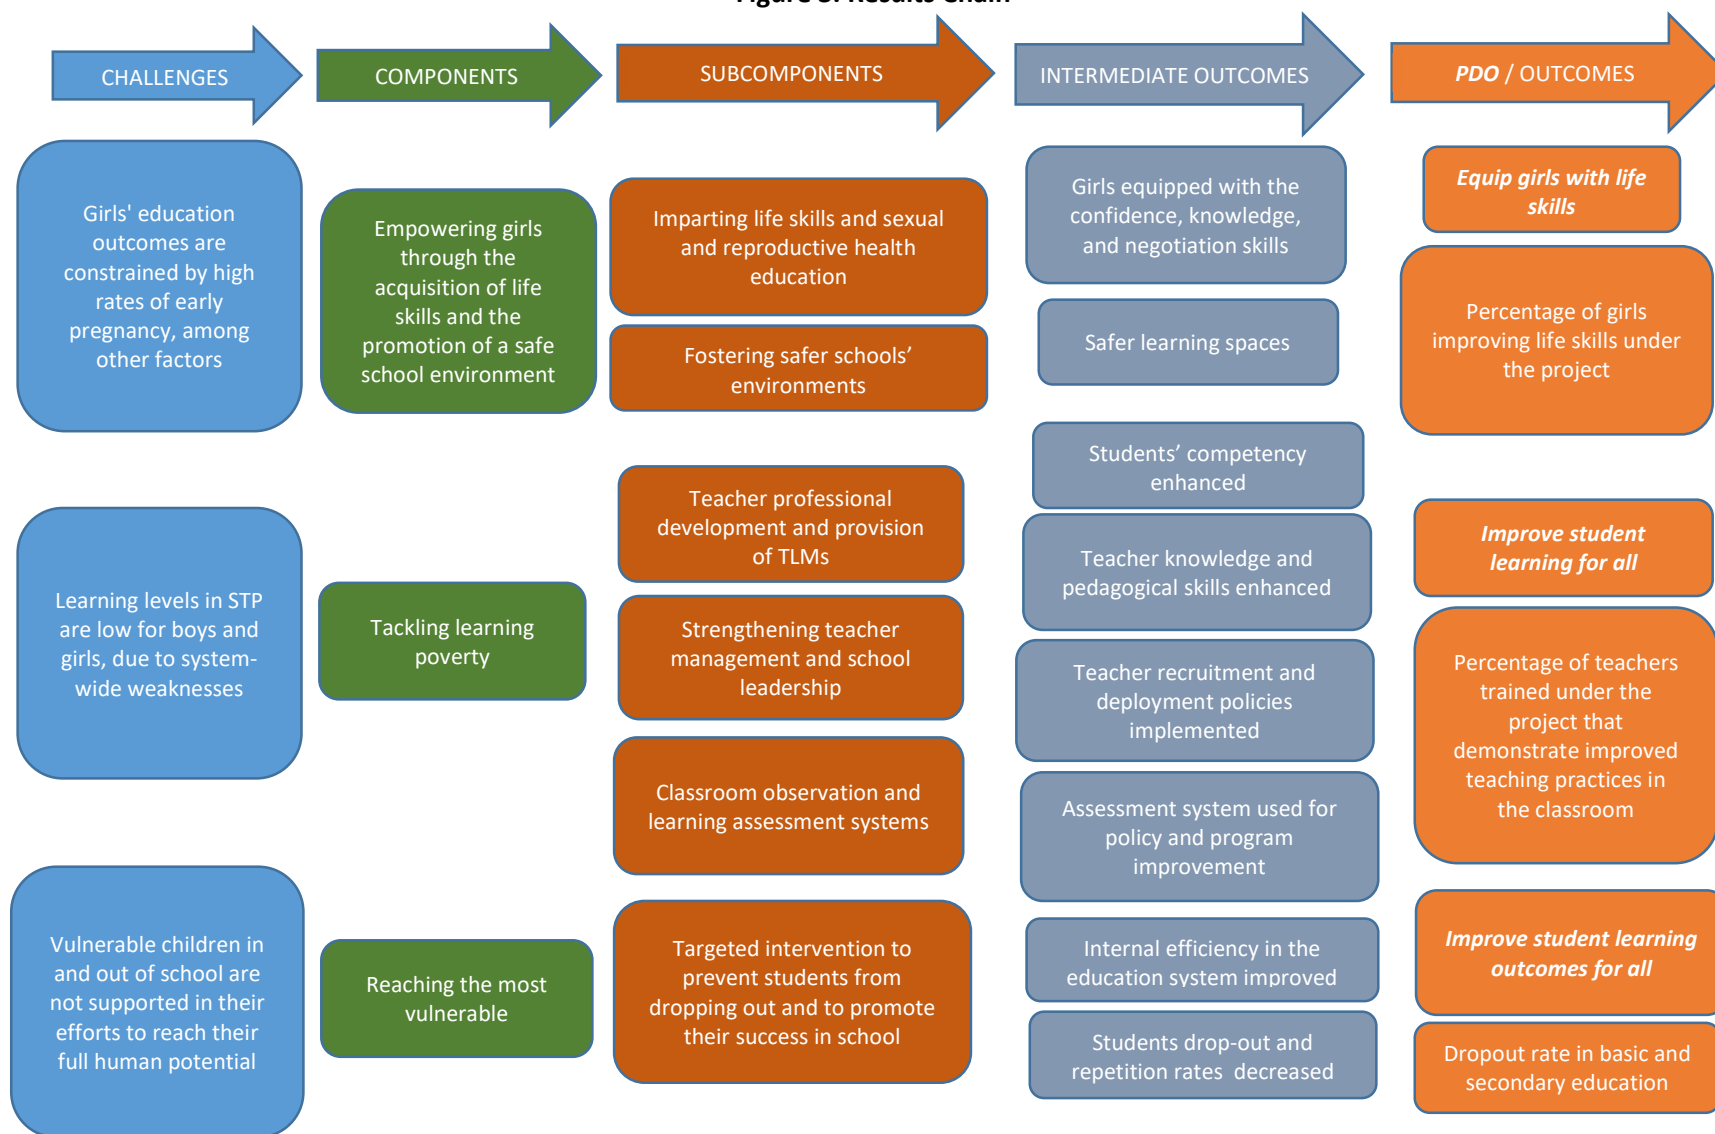 Figure 3: Results Chain
CHALLENGES
COMPONENTS
SUBCOMPONENTS
INTERMEDIATE OUTCOMES
PDO / OUTCOMES
Girls' education
outcomes are
constrained by high
rates of early
pregnancy, among
other factors
Empowering girls
through the
acquisition of life
skills and the
promotion of a safe
school environment
Imparting life skills and sexual
and reproductive health
education
Fostering safer schools’
environments
Girls equipped with the
confidence, knowledge,
and negotiation skills
Safer learning spaces
Equip girls with life
skills
Percentage of girls
improving life skills under
the project
Learning levels in STP
are low for boys and
girls, due to system-
wide weaknesses
Tackling learning
poverty
Teacher professional
development and provision
of TLMs
Strengthening teacher
management and school
leadership
Classroom observation and
learning assessment systems
Students’ competency
enhanced
Teacher knowledge and
pedagogical skills enhanced
Teacher recruitment and
deployment policies
implemented
Assessment system used for
policy and program
improvement
Improve student
learning for all
Percentage of teachers
trained under the
project that
demonstrate improved
teaching practices in
the classroom
Vulnerable children in
and out of school are
not supported in their
efforts to reach their
full human potential
Reaching the most
vulnerable
Targeted intervention to
prevent students from
dropping out and to promote
their success in school
Internal efficiency in the
education system improved
Students drop-out and
repetition rates  decreased
Improve student learning
outcomes for all
Dropout rate in basic and
secondary education